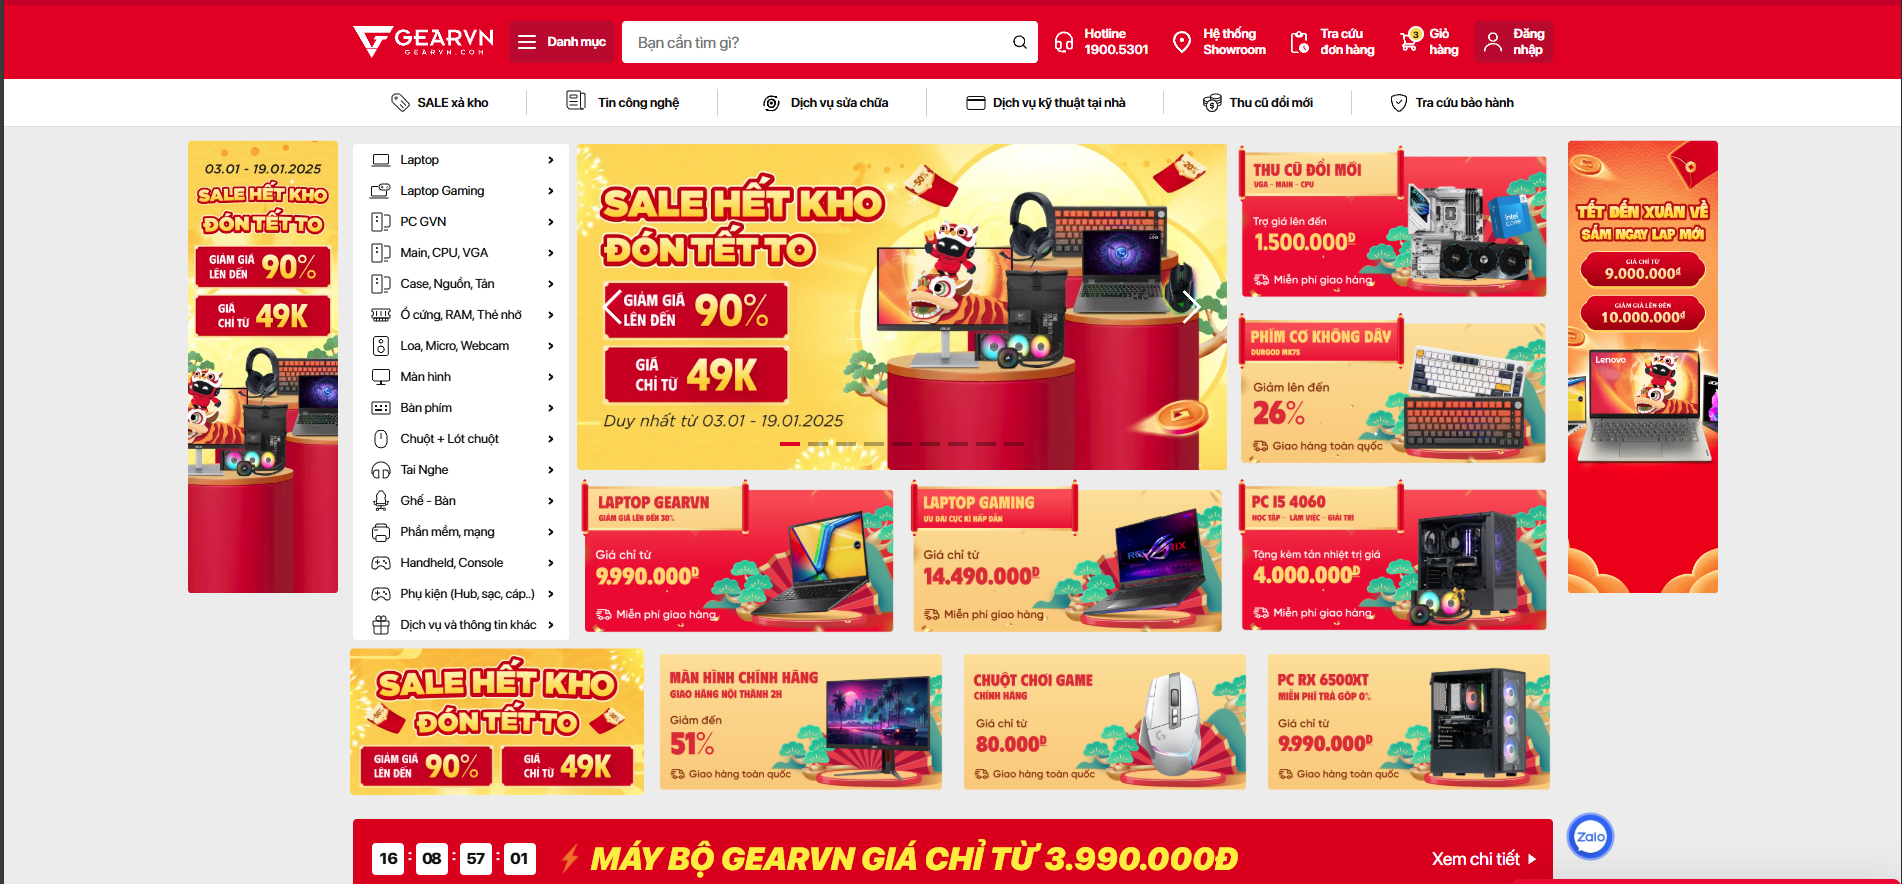 GEARVN
GEARVN.COM
Danh mục
Bạn cần tìm gì?
Hotline
1900.5301
Hệ thống
Showroom
Tra cứu
đơn hàng
3
Giỏ
hàng
Đăng
nhập
SALE xả kho
Tin công nghệ
Dịch vụ sửa chữa
Dịch vụ kỹ thuật tại nhà
Thu cũ đổi mới
Tra cứu bảo hành
03.01 - 19.01.2025
SALE HẾT KHO
ĐÓN TẾT TO
GIẢM GIÁ
LÊN ĐẾN 90%
GIÁ
CHỈ TỪ 49K
Laptop
Laptop Gaming
PC GVN
Main, CPU, VGA
Case, Nguồn, Tản
Ổ cứng, RAM, Thẻ nhớ
Loa, Micro, Webcam
Màn hình
Bàn phím
Chuột + Lót chuột
Tai Nghe
Ghế - Bàn
Phần mềm, mạng
Handheld, Console
Phụ kiện (Hub, sạc, cáp..)
Dịch vụ và thông tin khác
SALE HẾT KHO
ĐÓN TẾT TO
-50%
-20%
GIẢM GIÁ
LÊN ĐẾN 90%
GIÁ
CHỈ TỪ 49K
Duy nhất từ 03.01 - 19.01.2025
THU CŨ ĐỔI MỚI
VGA - MAIN - CPU
Trợ giá lên đến
1.500.000Đ
Miễn phí giao hàng
intel
CORE
PHÍM CƠ KHÔNG DÂY
DURGOD MK75
Giảm lên đến
26%
Giao hàng toàn quốc
TẾT ĐẾN XUÂN VỀ
SẮM NGAY LAP MỚI
GIÁ CHỈ TỪ
9.000.000đ
GIẢM GIÁ LÊN ĐẾN
10.000.000đ
Lenovo
LAPTOP GEARVN
GIẢM GIÁ LÊN ĐẾN 30%
Giá chỉ từ
9.990.000Đ
Miễn phí giao hàng
LAPTOP GAMING
ƯU ĐÃI CỰC KÌ HẤP DẪN
Giá chỉ từ
14.490.000Đ
Miễn phí giao hàng
PC I5 4060
HỌC TẬP - LÀM VIỆC - GIẢI TRÍ
Tặng kèm tản nhiệt trị giá
4.000.000Đ
Miễn phí giao hàng
SALE HẾT KHO
ĐÓN TẾT TO
GIẢM GIÁ
LÊN ĐẾN 90%
GIÁ
CHỈ TỪ 49K
MÀN HÌNH CHÍNH HÃNG
GIAO HÀNG NỘI THÀNH 2H
Giảm đến
51%
Giao hàng toàn quốc
CHUỘT CHƠI GAME
CHÍNH HÃNG
Giá chỉ từ
80.000Đ
Giao hàng toàn quốc
PC RX 6500XT
MIỄN PHÍ TRẢ GÓP 0%
Giá chỉ từ
9.990.000Đ
Giao hàng toàn quốc
16 : 08 : 57 : 01
MÁY BỘ GEARVN GIÁ CHỈ TỪ 3.990.000Đ
Xem chi tiết
Zalo